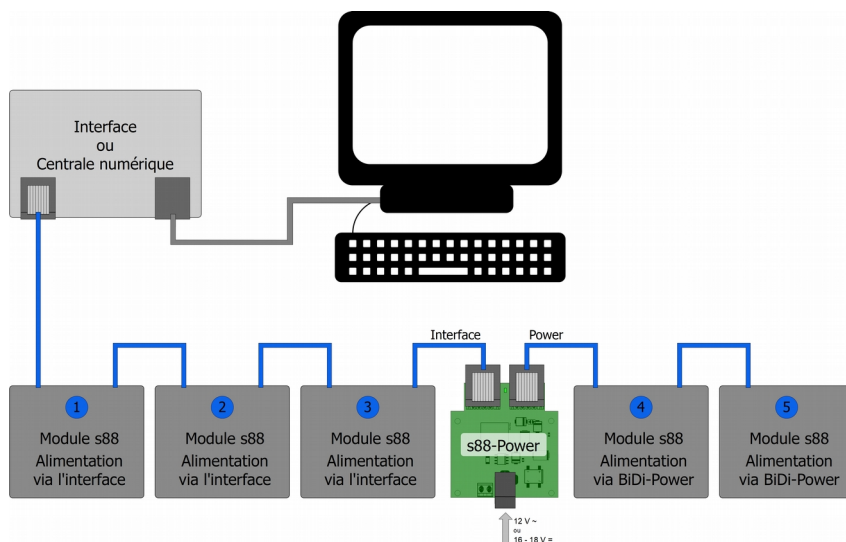 Interface
ou
Centrale numérique
Interface
Power
1
Module s88
Alimentation
via l'interface
2
Module s88
Alimentation
via l'interface
3
Module s88
Alimentation
via l'interface
s88-Power
4
Module s88
Alimentation
via BiDi-Power
5
Module s88
Alimentation
via BiDi-Power
12 V ~
ou
16 - 18 V =